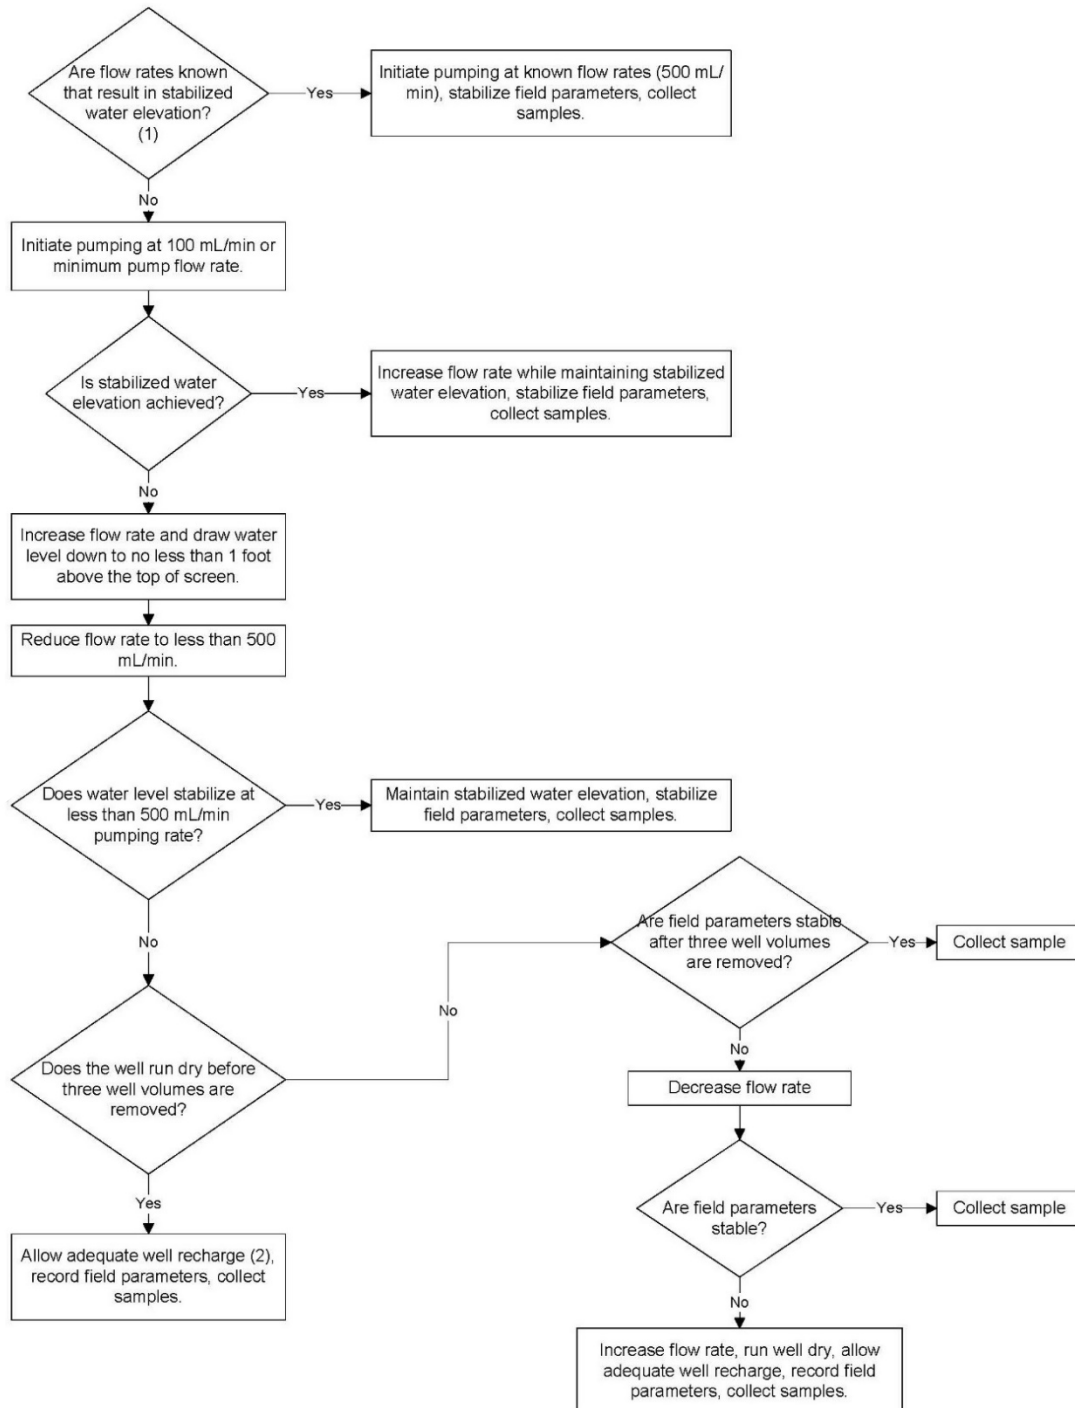 Are flow rates known
that result in stabilized
water elevation?
(1)
Yes
Initiate pumping at known flow rates (500 mL/
min), stabilize field parameters, collect
samples.
No
Initiate pumping at 100 mL/min or
minimum pump flow rate.
Is stabilized water
elevation achieved?
Yes
Increase flow rate while maintaining stabilized
water elevation, stabilize field parameters,
collect samples.
No
Increase flow rate and draw water
level down to no less than 1 foot
above the top of screen.
Reduce flow rate to less than 500
mL/min.
Does water level stabilize at
less than 500 mL/min
pumping rate?
Yes
Maintain stabilized water elevation, stabilize
field parameters, collect samples.
No
Does the well run dry before
three well volumes are
removed?
Yes
Allow adequate well recharge (2),
record field parameters, collect
samples.
No
Are field parameters stable
after three well volumes
are removed?
Yes
Collect sample
No
Decrease flow rate
Are field parameters
stable?
Yes
Collect sample
No
Increase flow rate, run well dry, allow
adequate well recharge, record field
parameters, collect samples.